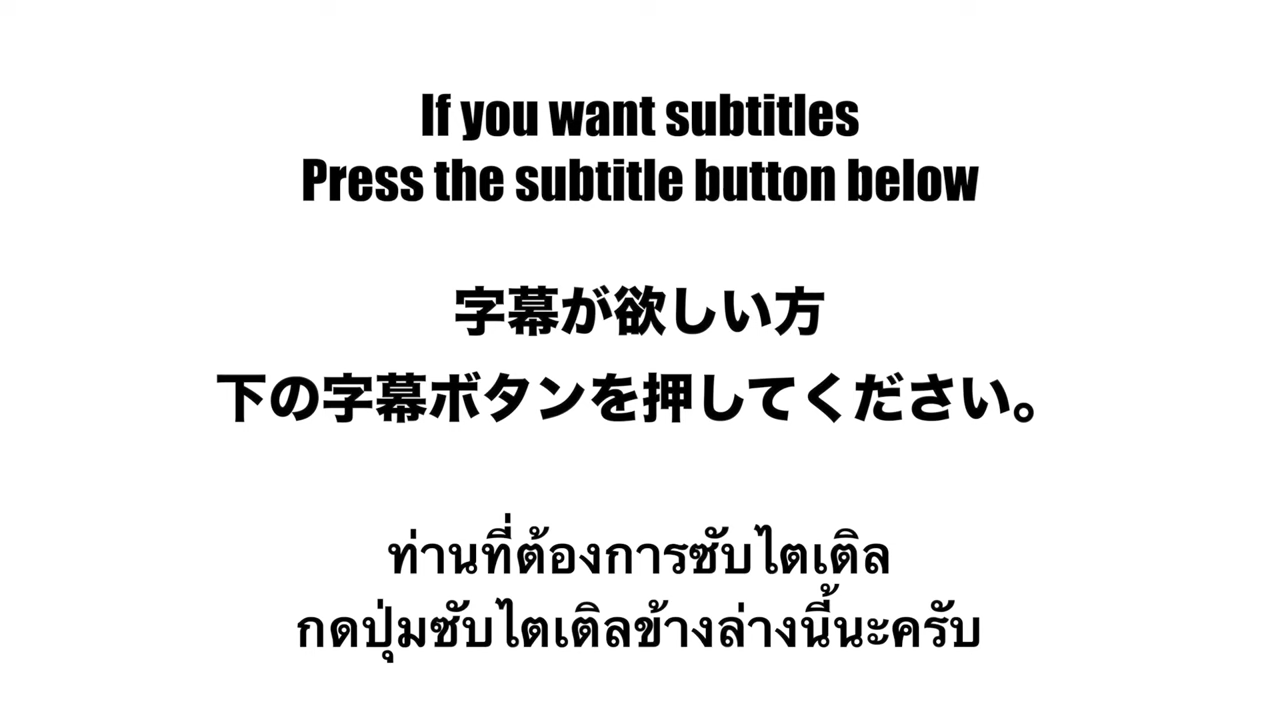 If you want subtitles
Press the subtitle button below
字幕が欲しい方
下の字幕ボタンを押してください。
ท่านที่ต้องการซับไตเติล
กดปุ่มซับไตเติลข้างล่างนี้นะครับ